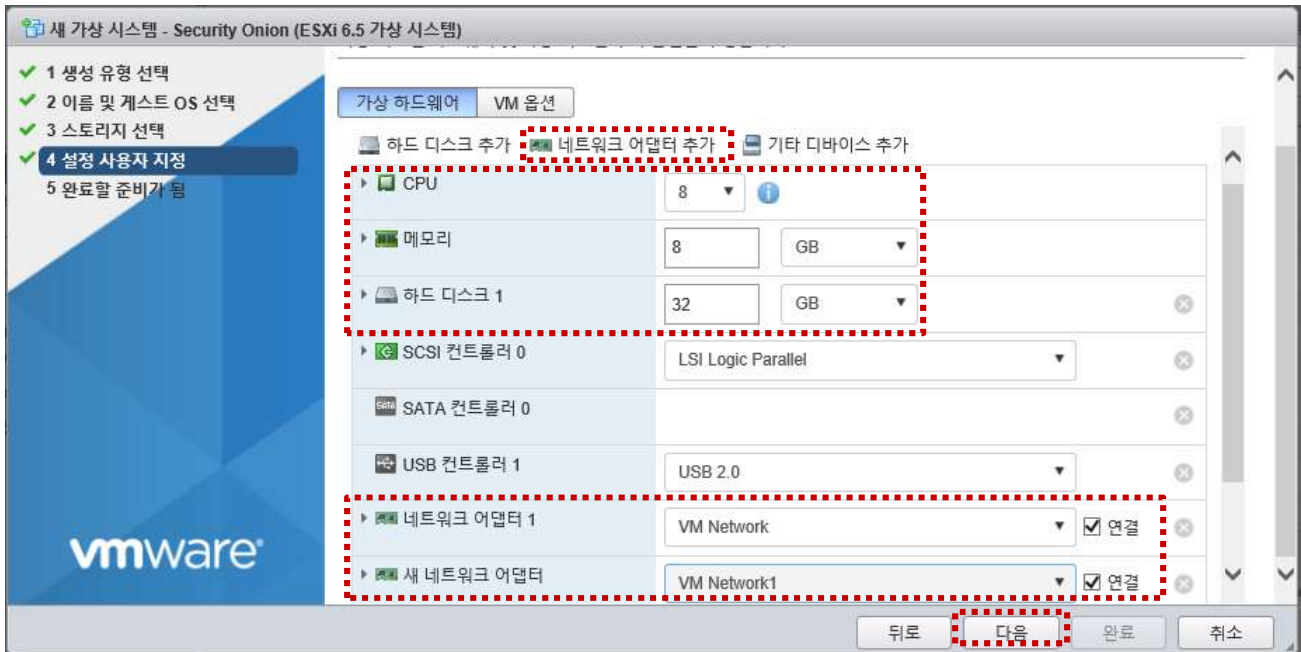 새 가상 시스템 - Security Onion (ESXi 6.5 가상 시스템)
1 생성 유형 선택
2 이름 및 게스트 OS 선택
3 스토리지 선택
4 설정 사용자 지정
5 완료할 준비가 됨
가상 하드웨어 VM 옵션
하드 디스크 추가 네트워크 어댑터 추가 기타 디바이스 추가
CPU 8
메모리 8 GB
하드 디스크 1 32 GB
SCSI 컨트롤러 0 LSI Logic Parallel
SATA SATA 컨트롤러 0
USB 컨트롤러 1 USB 2.0
네트워크 어댑터 1 VM Network 연결
새 네트워크 어댑터 VM Network1 연결
vmware
뒤로 다음 완료 취소